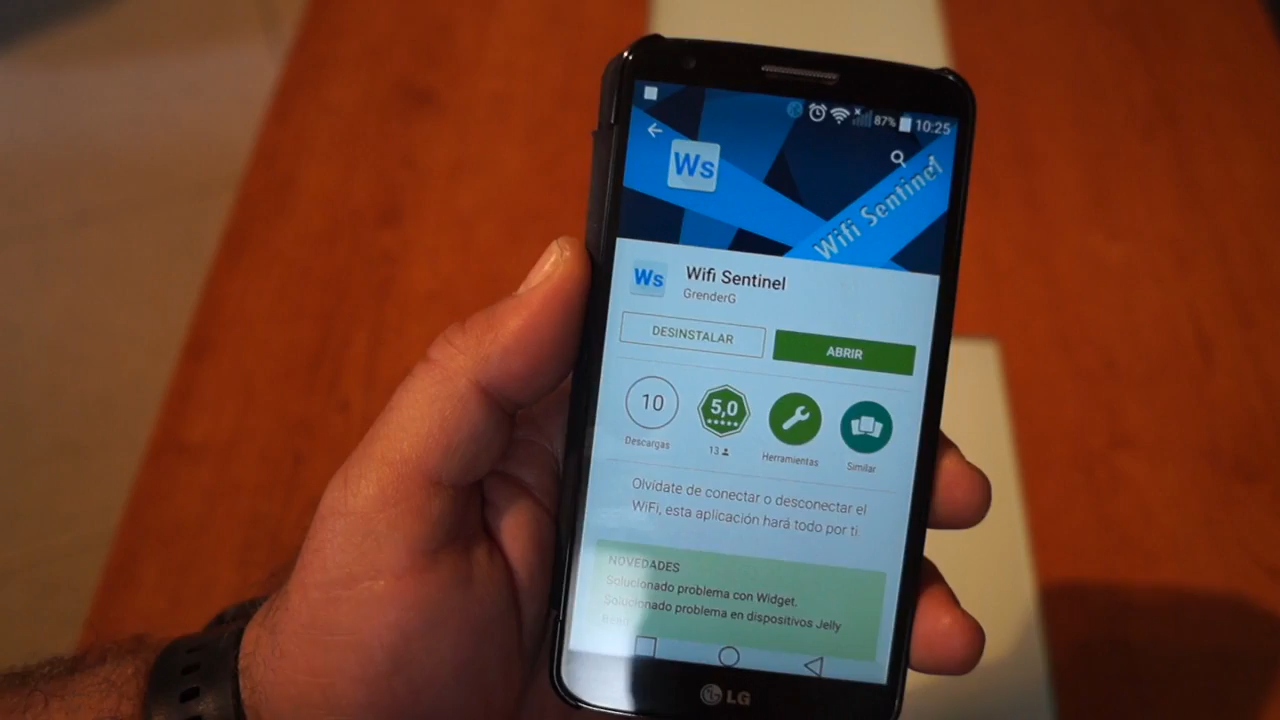 87% 10:25
Ws
Wifi Sentinel
Ws
Wifi Sentinel
GrenderG
DESINSTALAR
ABRIR
10
5,0
Descargas
13
Herramientas
Similar
Olvídate de conectar o desconectar el
WiFi, esta aplicación hará todo por ti
NOVEDADES
Solucionado problema con Widget.
Solucionado problema en dispositivos Jelly
Bean
LG